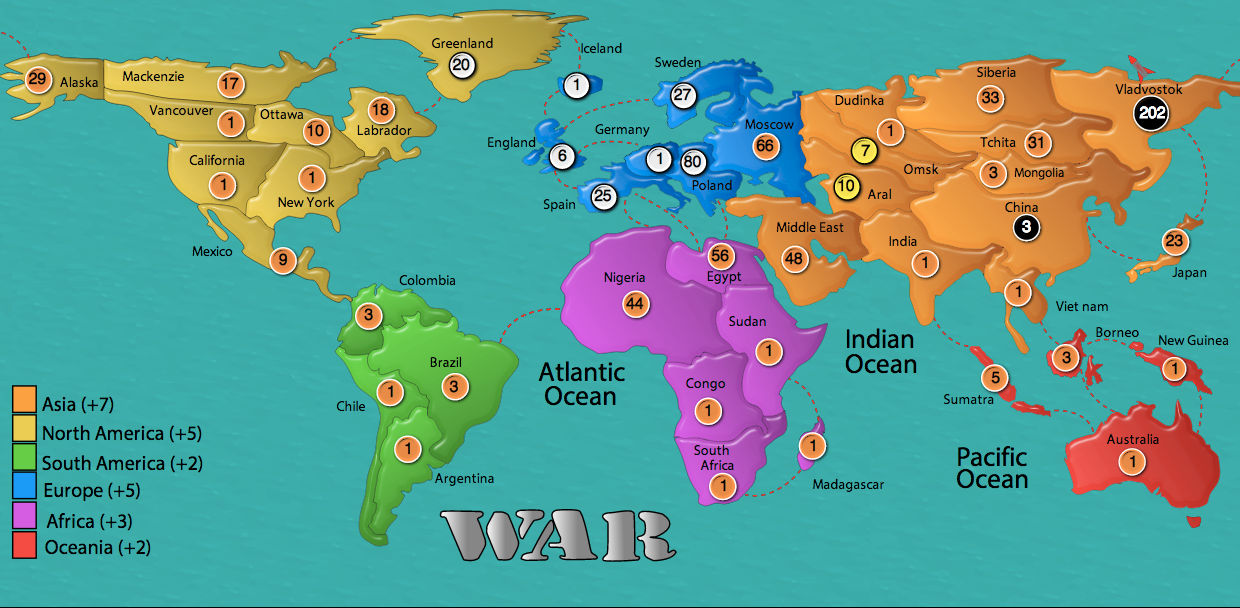 Greenland
20
Iceland
1
29
Alaska
Mackenzie
17
Vancouver
1
Ottawa
10
18
Labrador
California
1
1
New York
Mexico
9
Sweden
27
England
6
Germany
1
80
Poland
Moscow
66
Spain
25
Dudinka
1
Siberia
33
Vladvostok
202
Tchita
31
7
Omsk
3
Mongolia
10
Aral
China
3
Middle East
48
India
1
23
Japan
1
Viet nam
Colombia
3
Brazil
3
Chile
1
1
Argentina
Nigeria
44
56
Egypt
Sudan
1
Congo
1
South
Africa
1
1
Madagascar
Atlantic
Ocean
Indian
Ocean
Pacific
Ocean
Borneo
3
New Guinea
1
5
Sumatra
Australia
1
Asia (+7)
North America (+5)
South America (+2)
Europe (+5)
Africa (+3)
Oceania (+2)
WAR